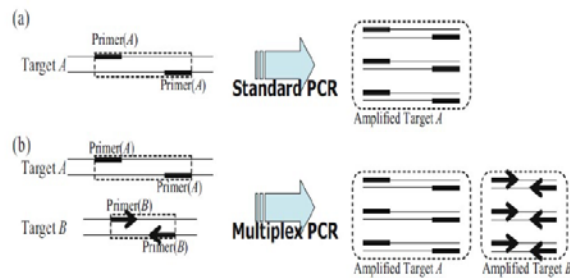 (a)
Primer(A)
Target A
Primer(A)
Standard PCR
Amplified Target A
(b)
Primer(A)
Target A
Primer(A)
Primer(B)
Target B
Primer(B)
Multiplex PCR
Amplified Target A
Amplified Target B